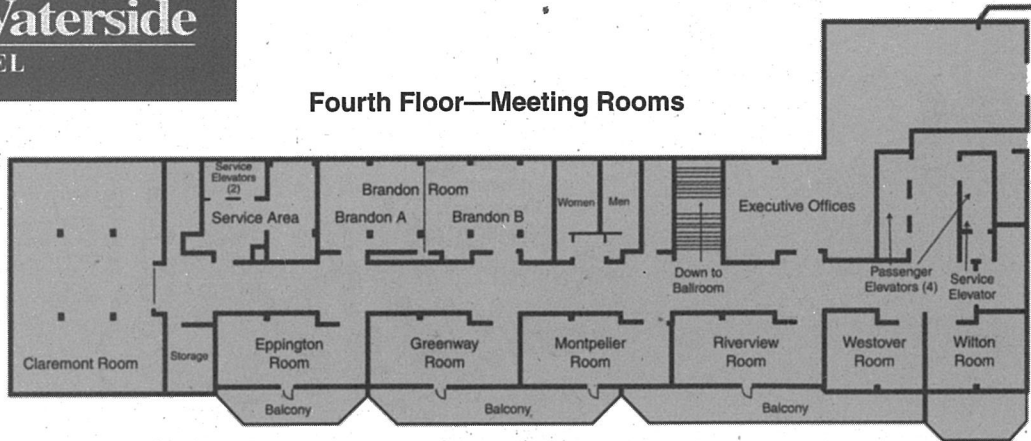 Waterside
EL
Fourth Floor—Meeting Rooms
Service
Elevators
(2)
Service Area
Brandon Room
Brandon A
Brandon B
Women
Men
Executive Offices
Down to
Ballroom
Passenger
Elevators (4)
Service
Elevator
Claremont Room
Storage
Eppington
Room
Greenway
Room
Montpelier
Room
Riverview
Room
Westover
Room
Wilton
Room
Balcony
Balcony
Balcony